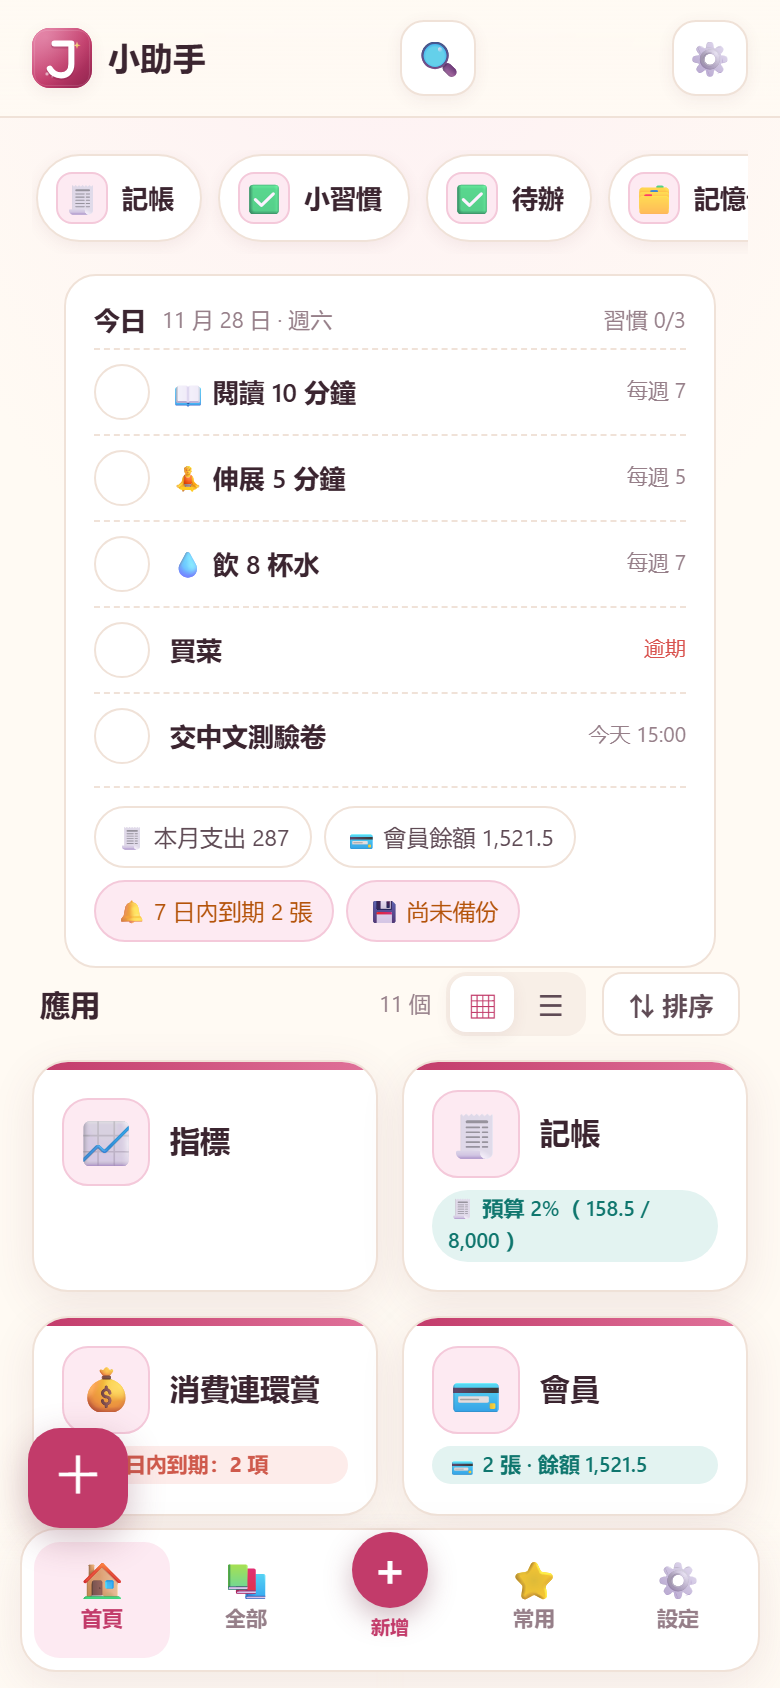 J 小助手
記帳 小習慣 待辦 記憶
今日 11 月 28 日 · 週六 習慣 0/3
閱讀 10 分鐘 每週 7
伸展 5 分鐘 每週 5
飲 8 杯水 每週 7
買菜 逾期
交中文測驗卷 今天 15:00
本月支出 287 會員餘額 1,521.5
7 日內到期 2 張 尚未備份
應用 11 個 排序
指標
記帳
預算 2%（158.5 /
8,000）
消費連環賞
會員
日內到期：2 項
2 張 · 餘額 1,521.5
首頁 全部 新增 常用 設定